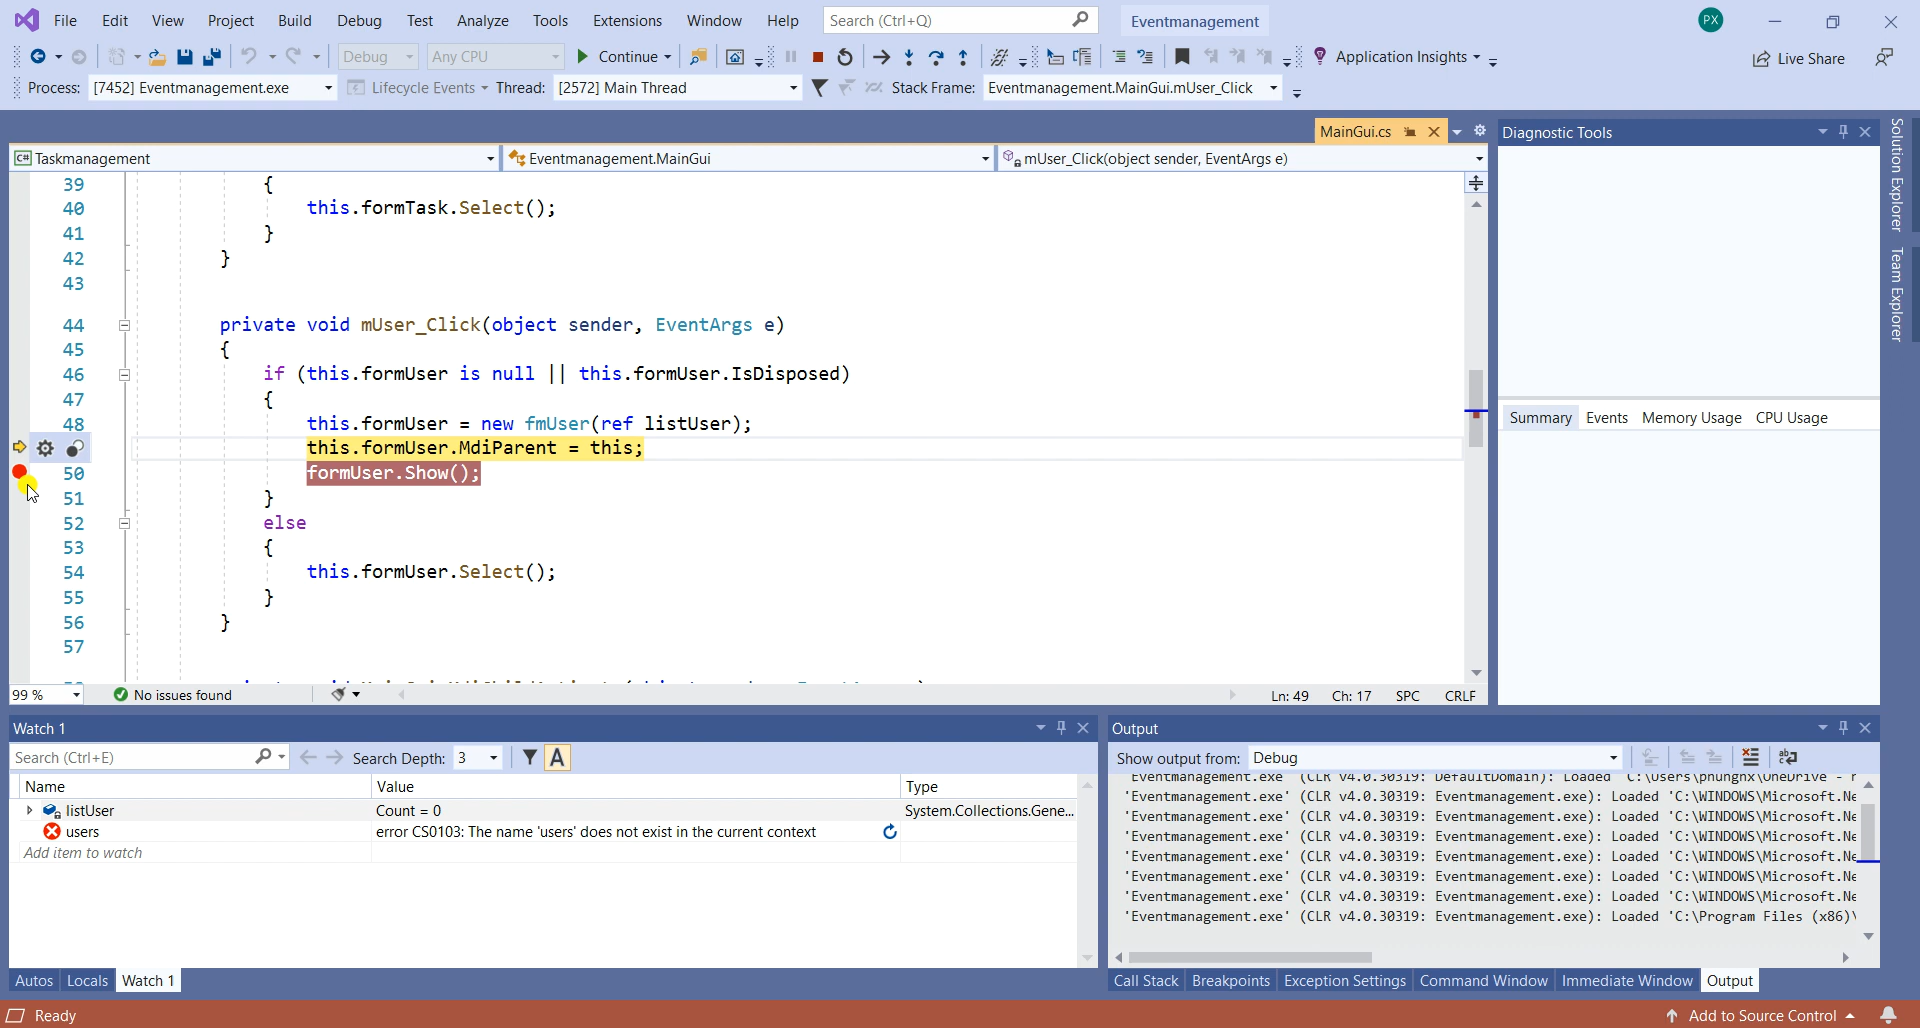 File Edit View Project Build Debug Test Analyze Tools Extensions Window Help Search (Ctrl+Q) Eventmanagement PX
Debug Any CPU Continue Application Insights Live Share
Process: [7452] Eventmanagement.exe Lifecycle Events Thread: [2572] Main Thread Stack Frame: Eventmanagement.MainGui.mUser_Click
MainGui.cs Diagnostic Tools
C# Taskmanagement Eventmanagement.MainGui mUser_Click(object sender, EventArgs e)
Solution Explorer
Team Explorer
39 {
40 this.formTask.Select();
41 }
42 }
43
44 private void mUser_Click(object sender, EventArgs e)
45 {
46 if (this.formUser is null || this.formUser.IsDisposed)
47 {
48 this.formUser = new fmUser(ref listUser);
this.formUser.MdiParent = this;
50 formUser.Show();
51 }
52 else
53 {
54 this.formUser.Select();
55 }
56 }
57
Summary Events Memory Usage CPU Usage
99 % No issues found Ln: 49 Ch: 17 SPC CRLF
Watch 1
Search (Ctrl+E) Search Depth: 3 A
Name Value Type
listUser Count = 0 System.Collections.Gene...
users error CS0103: The name 'users' does not exist in the current context
Add item to watch
Autos Locals Watch 1
Output
Show output from: Debug
'Eventmanagement.exe' (CLR v4.0.30319: DefaultDomain): Loaded 'C:\Users\phunghx\OneDrive -
'Eventmanagement.exe' (CLR v4.0.30319: Eventmanagement.exe): Loaded 'C:\WINDOWS\Microsoft.Ne
'Eventmanagement.exe' (CLR v4.0.30319: Eventmanagement.exe): Loaded 'C:\WINDOWS\Microsoft.Ne
'Eventmanagement.exe' (CLR v4.0.30319: Eventmanagement.exe): Loaded 'C:\WINDOWS\Microsoft.Ne
'Eventmanagement.exe' (CLR v4.0.30319: Eventmanagement.exe): Loaded 'C:\WINDOWS\Microsoft.Ne
'Eventmanagement.exe' (CLR v4.0.30319: Eventmanagement.exe): Loaded 'C:\WINDOWS\Microsoft.Ne
'Eventmanagement.exe' (CLR v4.0.30319: Eventmanagement.exe): Loaded 'C:\WINDOWS\Microsoft.Ne
'Eventmanagement.exe' (CLR v4.0.30319: Eventmanagement.exe): Loaded 'C:\Program Files (x86)\
Call Stack Breakpoints Exception Settings Command Window Immediate Window Output
Ready Add to Source Control